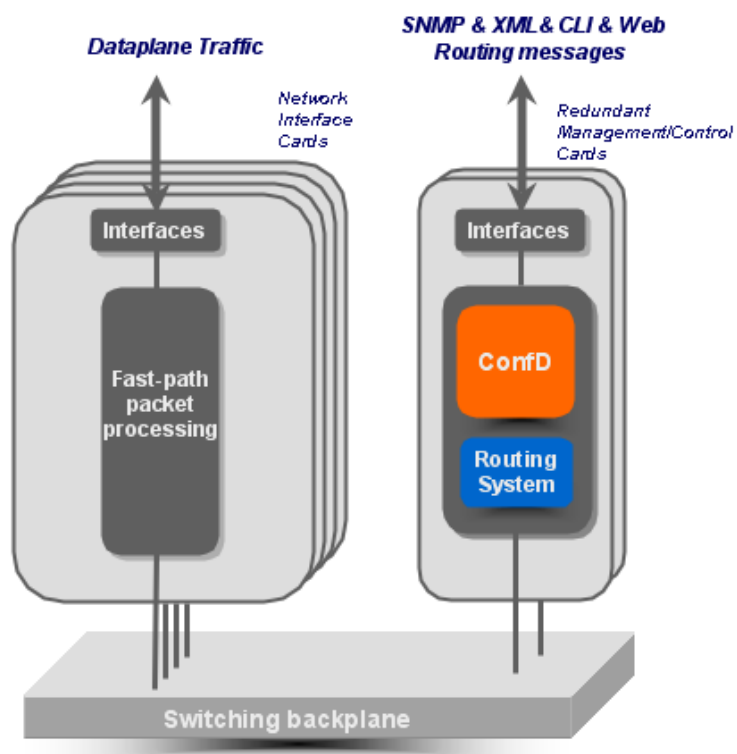 Dataplane Traffic
SNMP & XML& CLI & Web
Routing messages
Network
Interface
Cards
Redundant
Management/Control
Cards
Interfaces
Fast-path
packet
processing
Interfaces
ConfD
Routing
System
Switching backplane